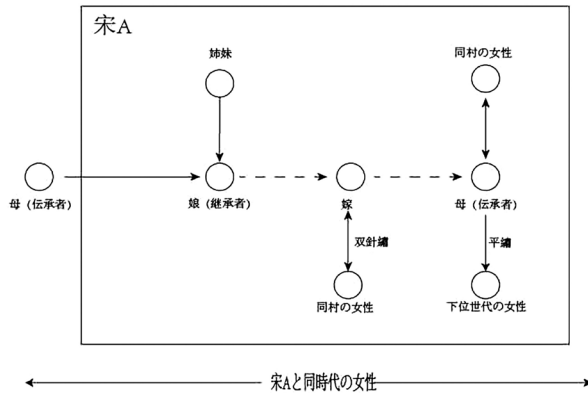 宋A
姉妹
同村の女性
母（伝承者）
娘（継承者）
嫁
母（伝承者）
双針繡
平繡
同村の女性
下位世代の女性
宋Aと同時代の女性